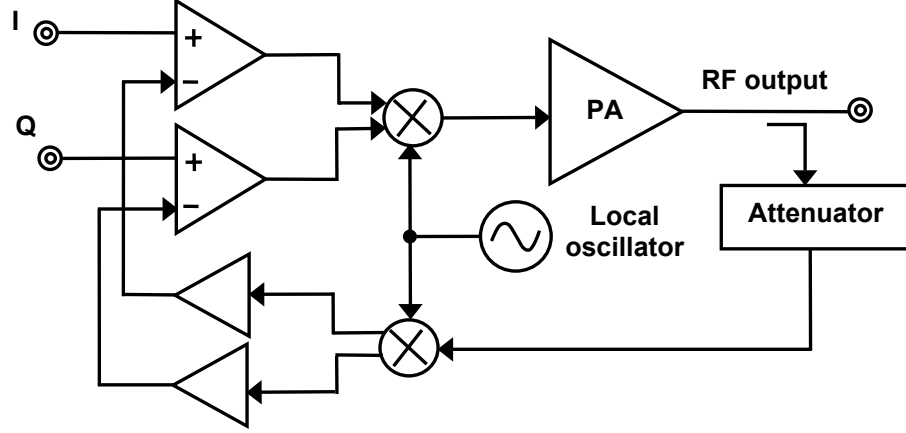 I
+
−
Q
+
−
PA
RF output
Attenuator
Local
oscillator